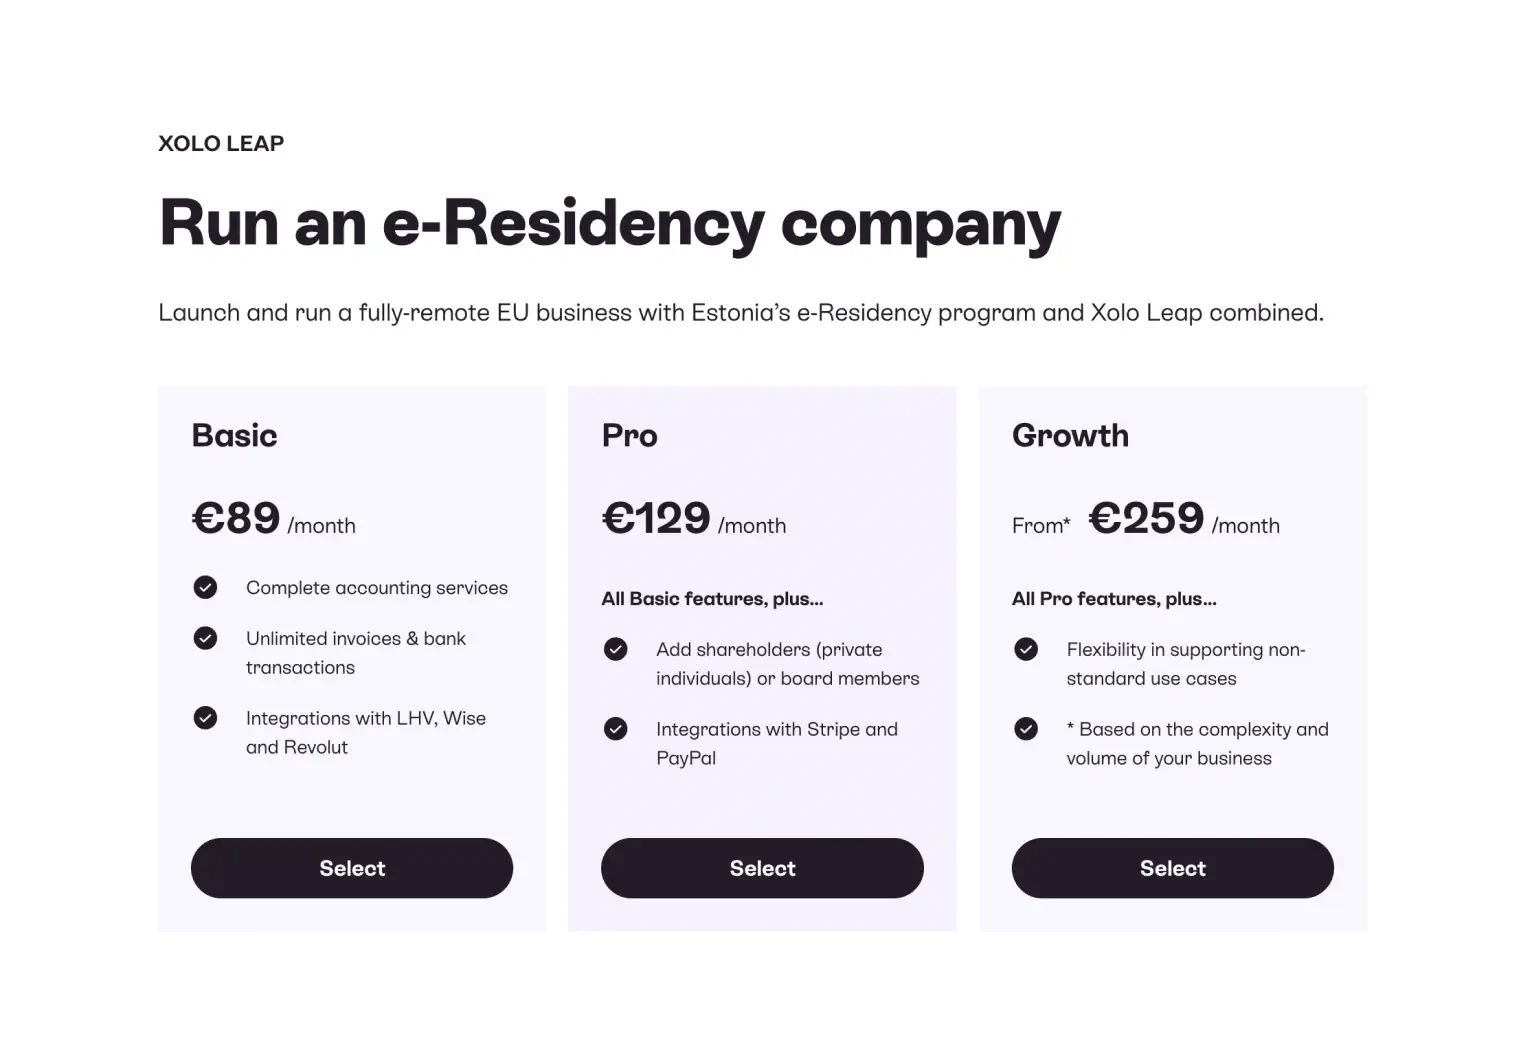 XOLO LEAP
Run an e-Residency company
Launch and run a fully-remote EU business with Estonia’s e-Residency program and Xolo Leap combined.
Basic
€89 /month
Complete accounting services
Unlimited invoices & bank
transactions
Integrations with LHV, Wise
and Revolut
Select
Pro
€129 /month
All Basic features, plus...
Add shareholders (private
individuals) or board members
Integrations with Stripe and
PayPal
Select
Growth
From* €259 /month
All Pro features, plus...
Flexibility in supporting non-
standard use cases
* Based on the complexity and
volume of your business
Select